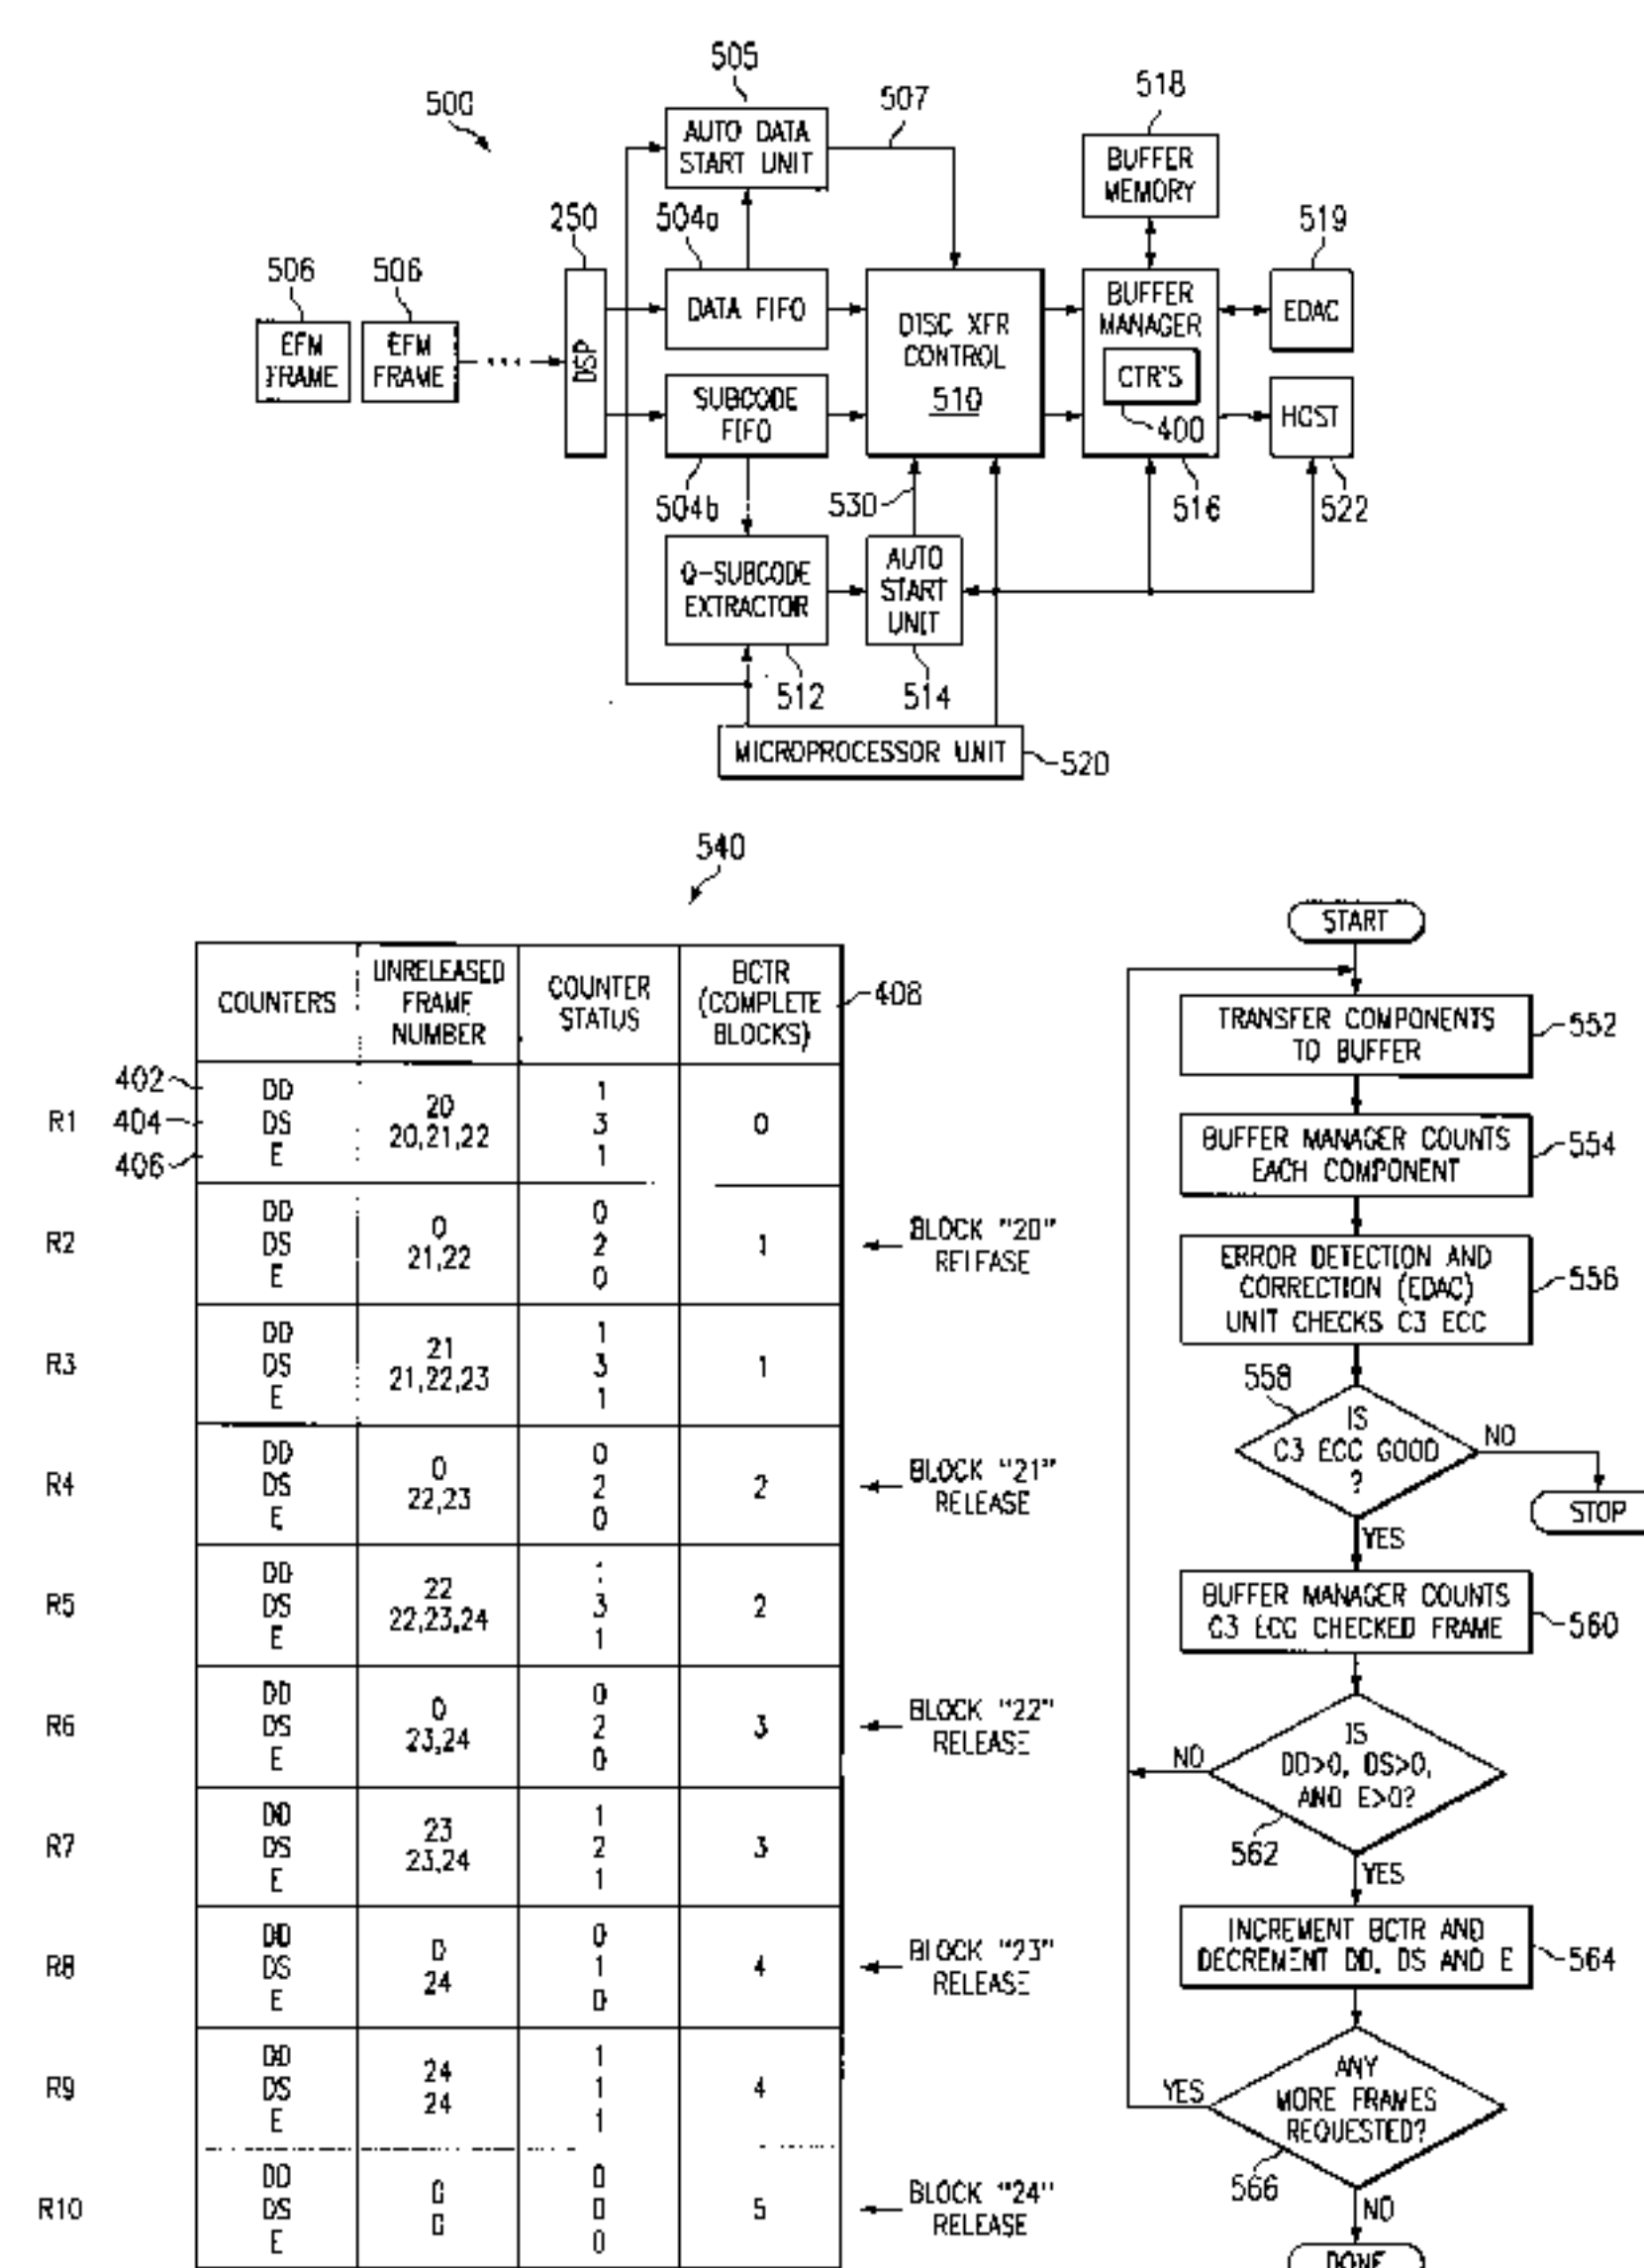 500
505
AUTO DATA
START UNIT
507
518
BUFFER
MEMORY
506
EFM
FRAME
506
EFM
FRAME
250
DSP
504a
DATA FIFO
SUBCODE
FIFO
504b
DISC XFR
CONTROL
510
BUFFER
MANAGER
CTR'S
400
516
519
EDAC
HOST
522
530
Q-SUBCODE
EXTRACTOR
512
AUTO
START
UNIT
514
MICROPROCESSOR UNIT
520
540
COUNTERS
UNRELEASED
FRAME
NUMBER
COUNTER
STATUS
BCTR
(COMPLETE
BLOCKS)
408
R1
402
404
406
DD
DS
E
20
20,21,22
1
3
1
0
R2
DD
DS
E
0
21,22
0
2
0
1
BLOCK "20"
RELEASE
R3
DD
DS
E
21
21,22,23
1
3
1
1
R4
DD
DS
E
0
22,23
0
2
0
2
BLOCK "21"
RELEASE
R5
DD
DS
E
22
22,23,24
1
3
1
2
R6
DD
DS
E
0
23,24
0
2
0
3
BLOCK "22"
RELEASE
R7
DD
DS
E
23
23,24
1
2
1
3
R8
DD
DS
E
0
24
0
1
0
4
BLOCK "23"
RELEASE
R9
DD
DS
E
24
24
1
1
1
4
R10
DD
DS
E
0
0
0
0
0
5
BLOCK "24"
RELEASE
START
TRANSFER COMPONENTS
TO BUFFER
552
BUFFER MANAGER COUNTS
EACH COMPONENT
554
ERROR DETECTION AND
CORRECTION (EDAC)
UNIT CHECKS C3 ECC
556
558
IS
C3 ECC GOOD
?
NO
STOP
YES
BUFFER MANAGER COUNTS
C3 ECC CHECKED FRAME
560
IS
DD>0, DS>0,
AND E>0?
NO
562
YES
INCREMENT BCTR AND
DECREMENT DD, DS AND E
564
ANY
MORE FRAMES
REQUESTED?
YES
566
NO
DONE